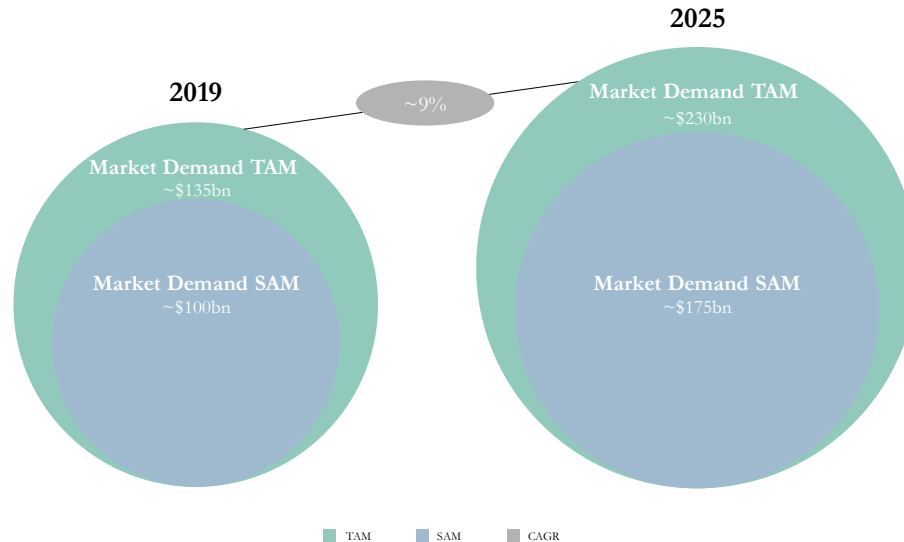 2019
Market Demand TAM
~$135bn
Market Demand SAM
~$100bn
~9%
2025
Market Demand TAM
~$230bn
Market Demand SAM
~$175bn
TAM
SAM
CAGR